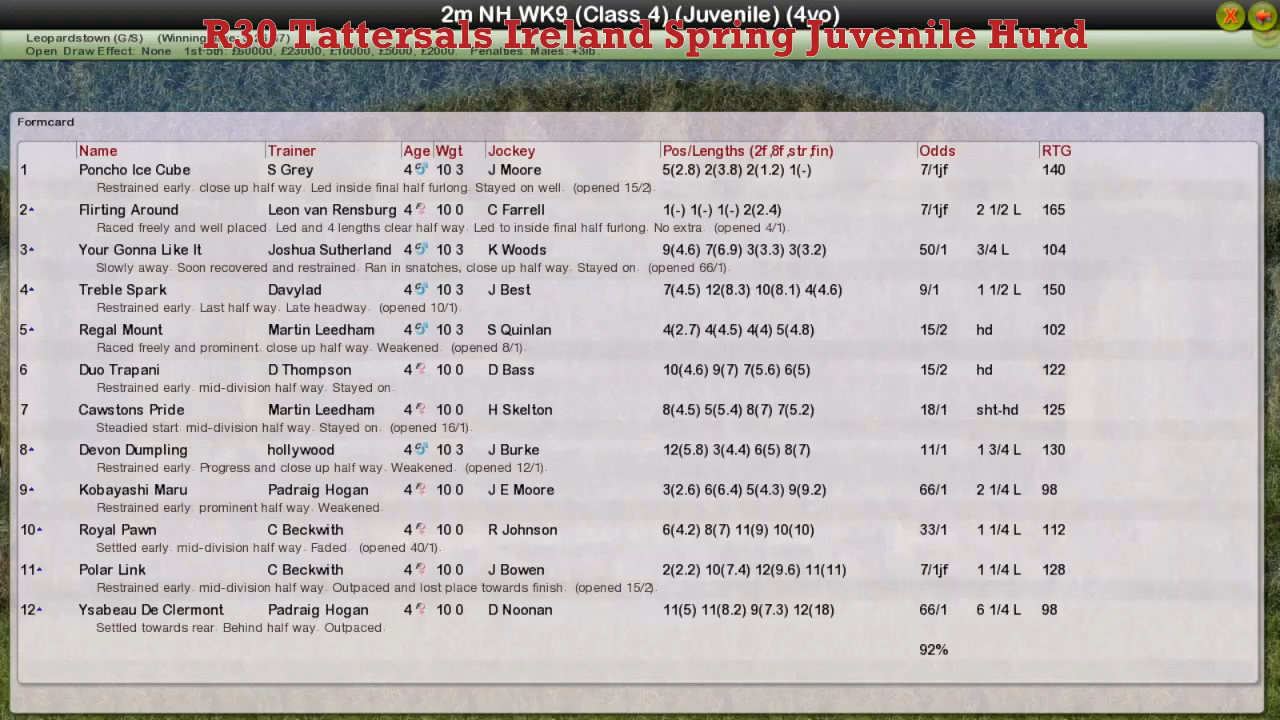 2m NH WK9 (Class 4) (Juvenile) (4yo)
R30 Tattersals Ireland Spring Juvenile Hurd
Leopardstown (G/S) (Winning
Open Draw Effect: None 1st-5th: £60000, £23000, £10000, £5000, £2000 Penalties: Males: +3lb
Formcard
Name Trainer Age Wgt Jockey Pos/Lengths (2f,8f,str,fin) Odds RTG
1 Poncho Ice Cube S Grey 4 10 3 J Moore 5(2.8) 2(3.8) 2(1.2) 1(-) 7/1jf 140
Restrained early. close up half way. Led inside final half furlong. Stayed on well. (opened 15/2).
2 Flirting Around Leon van Rensburg 4 10 0 C Farrell 1(-) 1(-) 1(-) 2(2.4) 7/1jf 2 1/2 L 165
Raced freely and well placed. Led and 4 lengths clear half way. Led to inside final half furlong. No extra. (opened 4/1).
3 Your Gonna Like It Joshua Sutherland 4 10 3 K Woods 9(4.6) 7(6.9) 3(3.3) 3(3.2) 50/1 3/4 L 104
Slowly away. Soon recovered and restrained. Ran in snatches, close up half way. Stayed on. (opened 66/1).
4 Treble Spark Davylad 4 10 3 J Best 7(4.5) 12(8.3) 10(8.1) 4(4.6) 9/1 1 1/2 L 150
Restrained early. Last half way. Late headway. (opened 10/1).
5 Regal Mount Martin Leedham 4 10 3 S Quinlan 4(2.7) 4(4.5) 4(4) 5(4.8) 15/2 hd 102
Raced freely and prominent. close up half way. Weakened. (opened 8/1).
6 Duo Trapani D Thompson 4 10 0 D Bass 10(4.6) 9(7) 7(5.6) 6(5) 15/2 hd 122
Restrained early. mid-division half way. Stayed on.
7 Cawstons Pride Martin Leedham 4 10 0 H Skelton 8(4.5) 5(5.4) 8(7) 7(5.2) 18/1 sht-hd 125
Steadied start. mid-division half way. Stayed on. (opened 16/1).
8 Devon Dumpling hollywood 4 10 3 J Burke 12(5.8) 3(4.4) 6(5) 8(7) 11/1 1 3/4 L 130
Restrained early. Progress and close up half way. Weakened. (opened 12/1).
9 Kobayashi Maru Padraig Hogan 4 10 0 J E Moore 3(2.6) 6(6.4) 5(4.3) 9(9.2) 66/1 2 1/4 L 98
Restrained early. prominent half way. Weakened.
10 Royal Pawn C Beckwith 4 10 0 R Johnson 6(4.2) 8(7) 11(9) 10(10) 33/1 1 1/4 L 112
Settled early. mid-division half way. Faded. (opened 40/1).
11 Polar Link C Beckwith 4 10 0 J Bowen 2(2.2) 10(7.4) 12(9.6) 11(11) 7/1jf 1 1/4 L 128
Restrained early. mid-division half way. Outpaced and lost place towards finish. (opened 15/2).
12 Ysabeau De Clermont Padraig Hogan 4 10 0 D Noonan 11(5) 11(8.2) 9(7.3) 12(18) 66/1 6 1/4 L 98
Settled towards rear. Behind half way. Outpaced.
92%